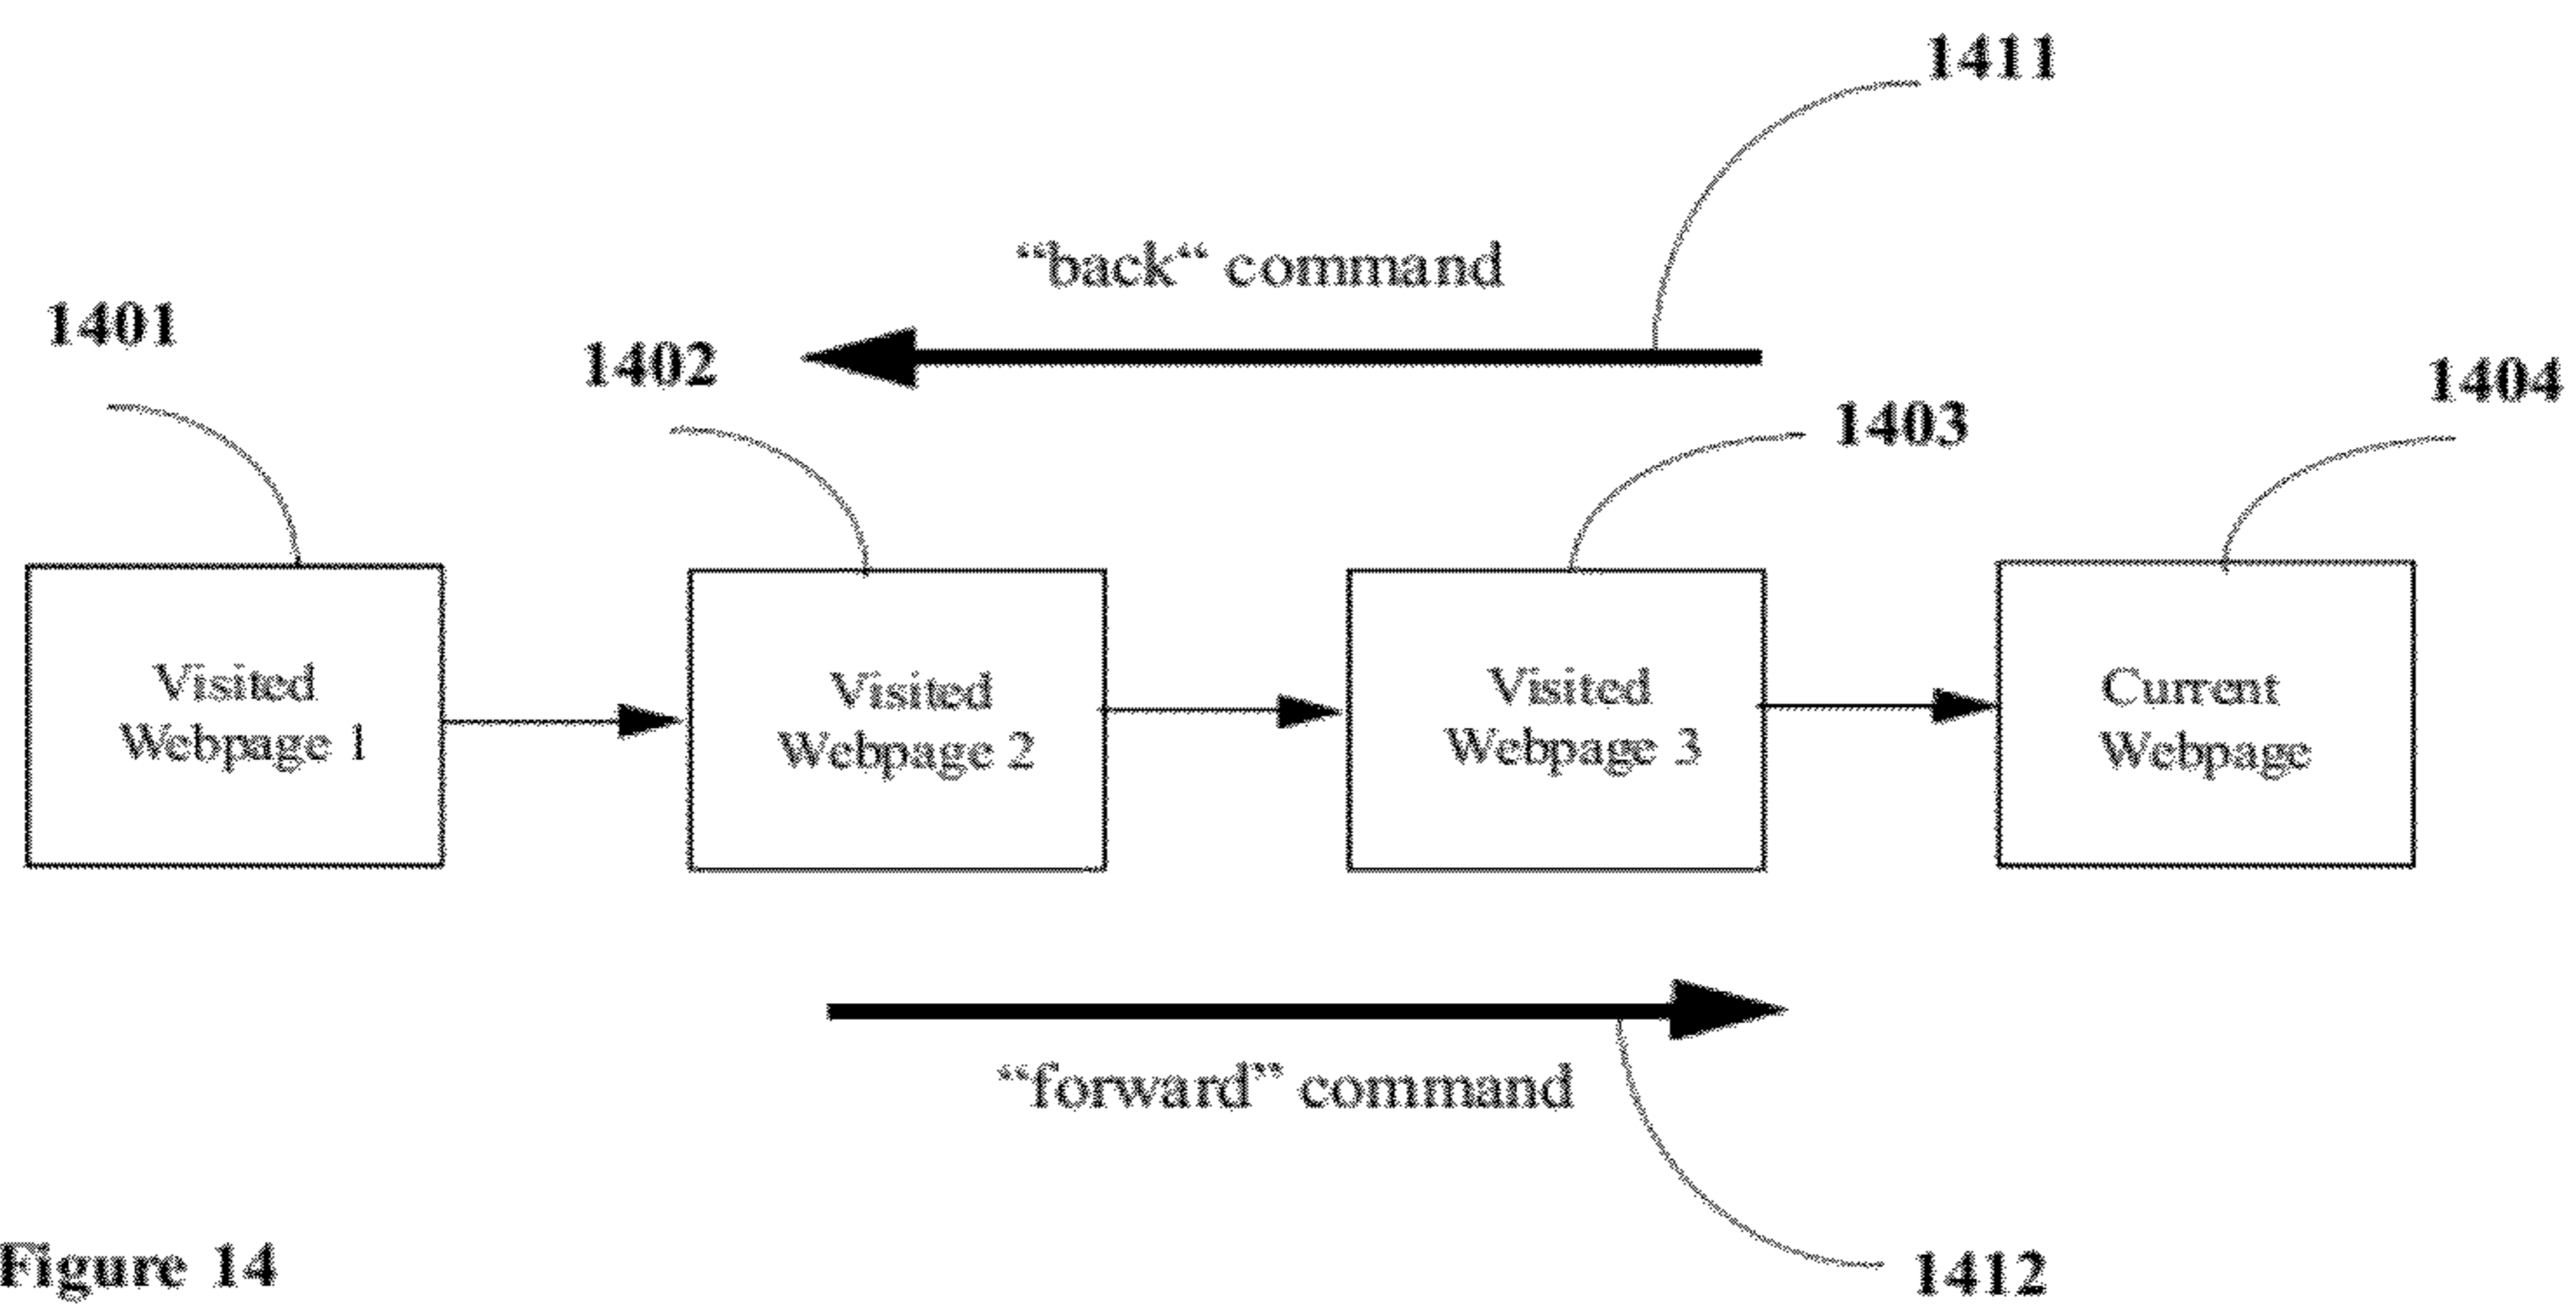 1411
“back“ command
1401
1402
1403
1404
Visited
Webpage 1
Visited
Webpage 2
Visited
Webpage 3
Current
Webpage
“forward” command
1412
Figure 14